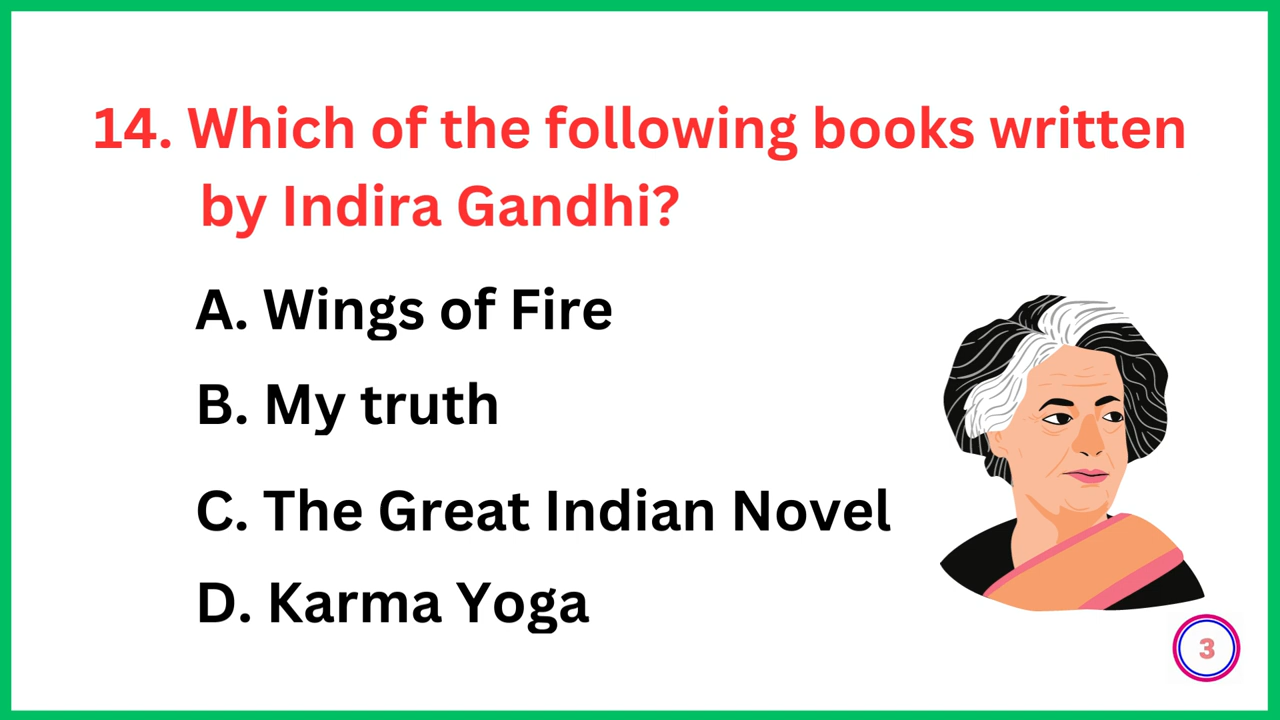 14. Which of the following books written
by Indira Gandhi?
A. Wings of Fire
B. My truth
C. The Great Indian Novel
D. Karma Yoga
3